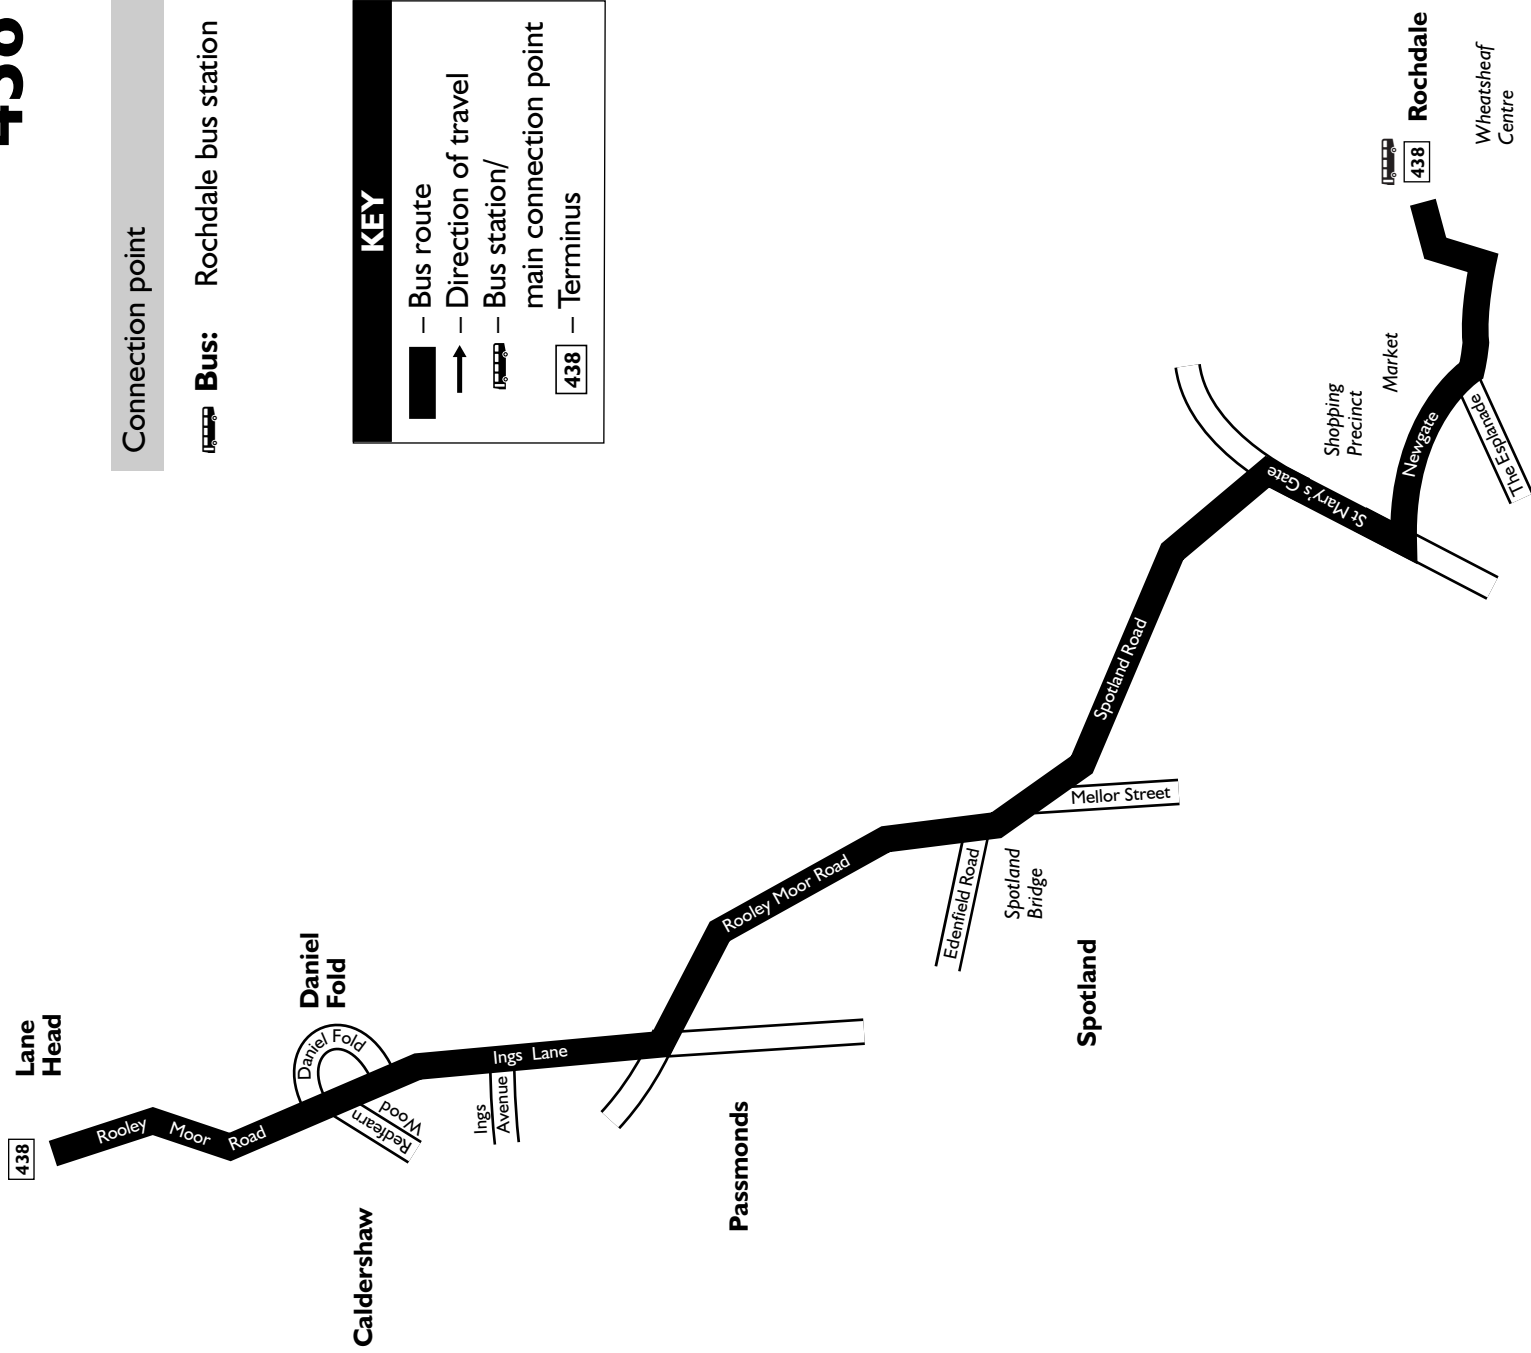 438
Connection point
Bus: Rochdale bus station
KEY
– Bus route
– Direction of travel
– Bus station/
main connection point
438 – Terminus
438
Lane
Head
Rooley Moor Road
Daniel
Fold
Daniel Fold
Redfearn
Wood
Caldershaw
Ings Lane
Ings
Avenue
Passmonds
Rooley Moor Road
Edenfield Road
Spotland
Bridge
Spotland
Mellor Street
Spotland Road
St Mary's Gate
Shopping
Precinct
Market
Newgate
The Esplanade
438
Rochdale
Wheatsheaf
Centre